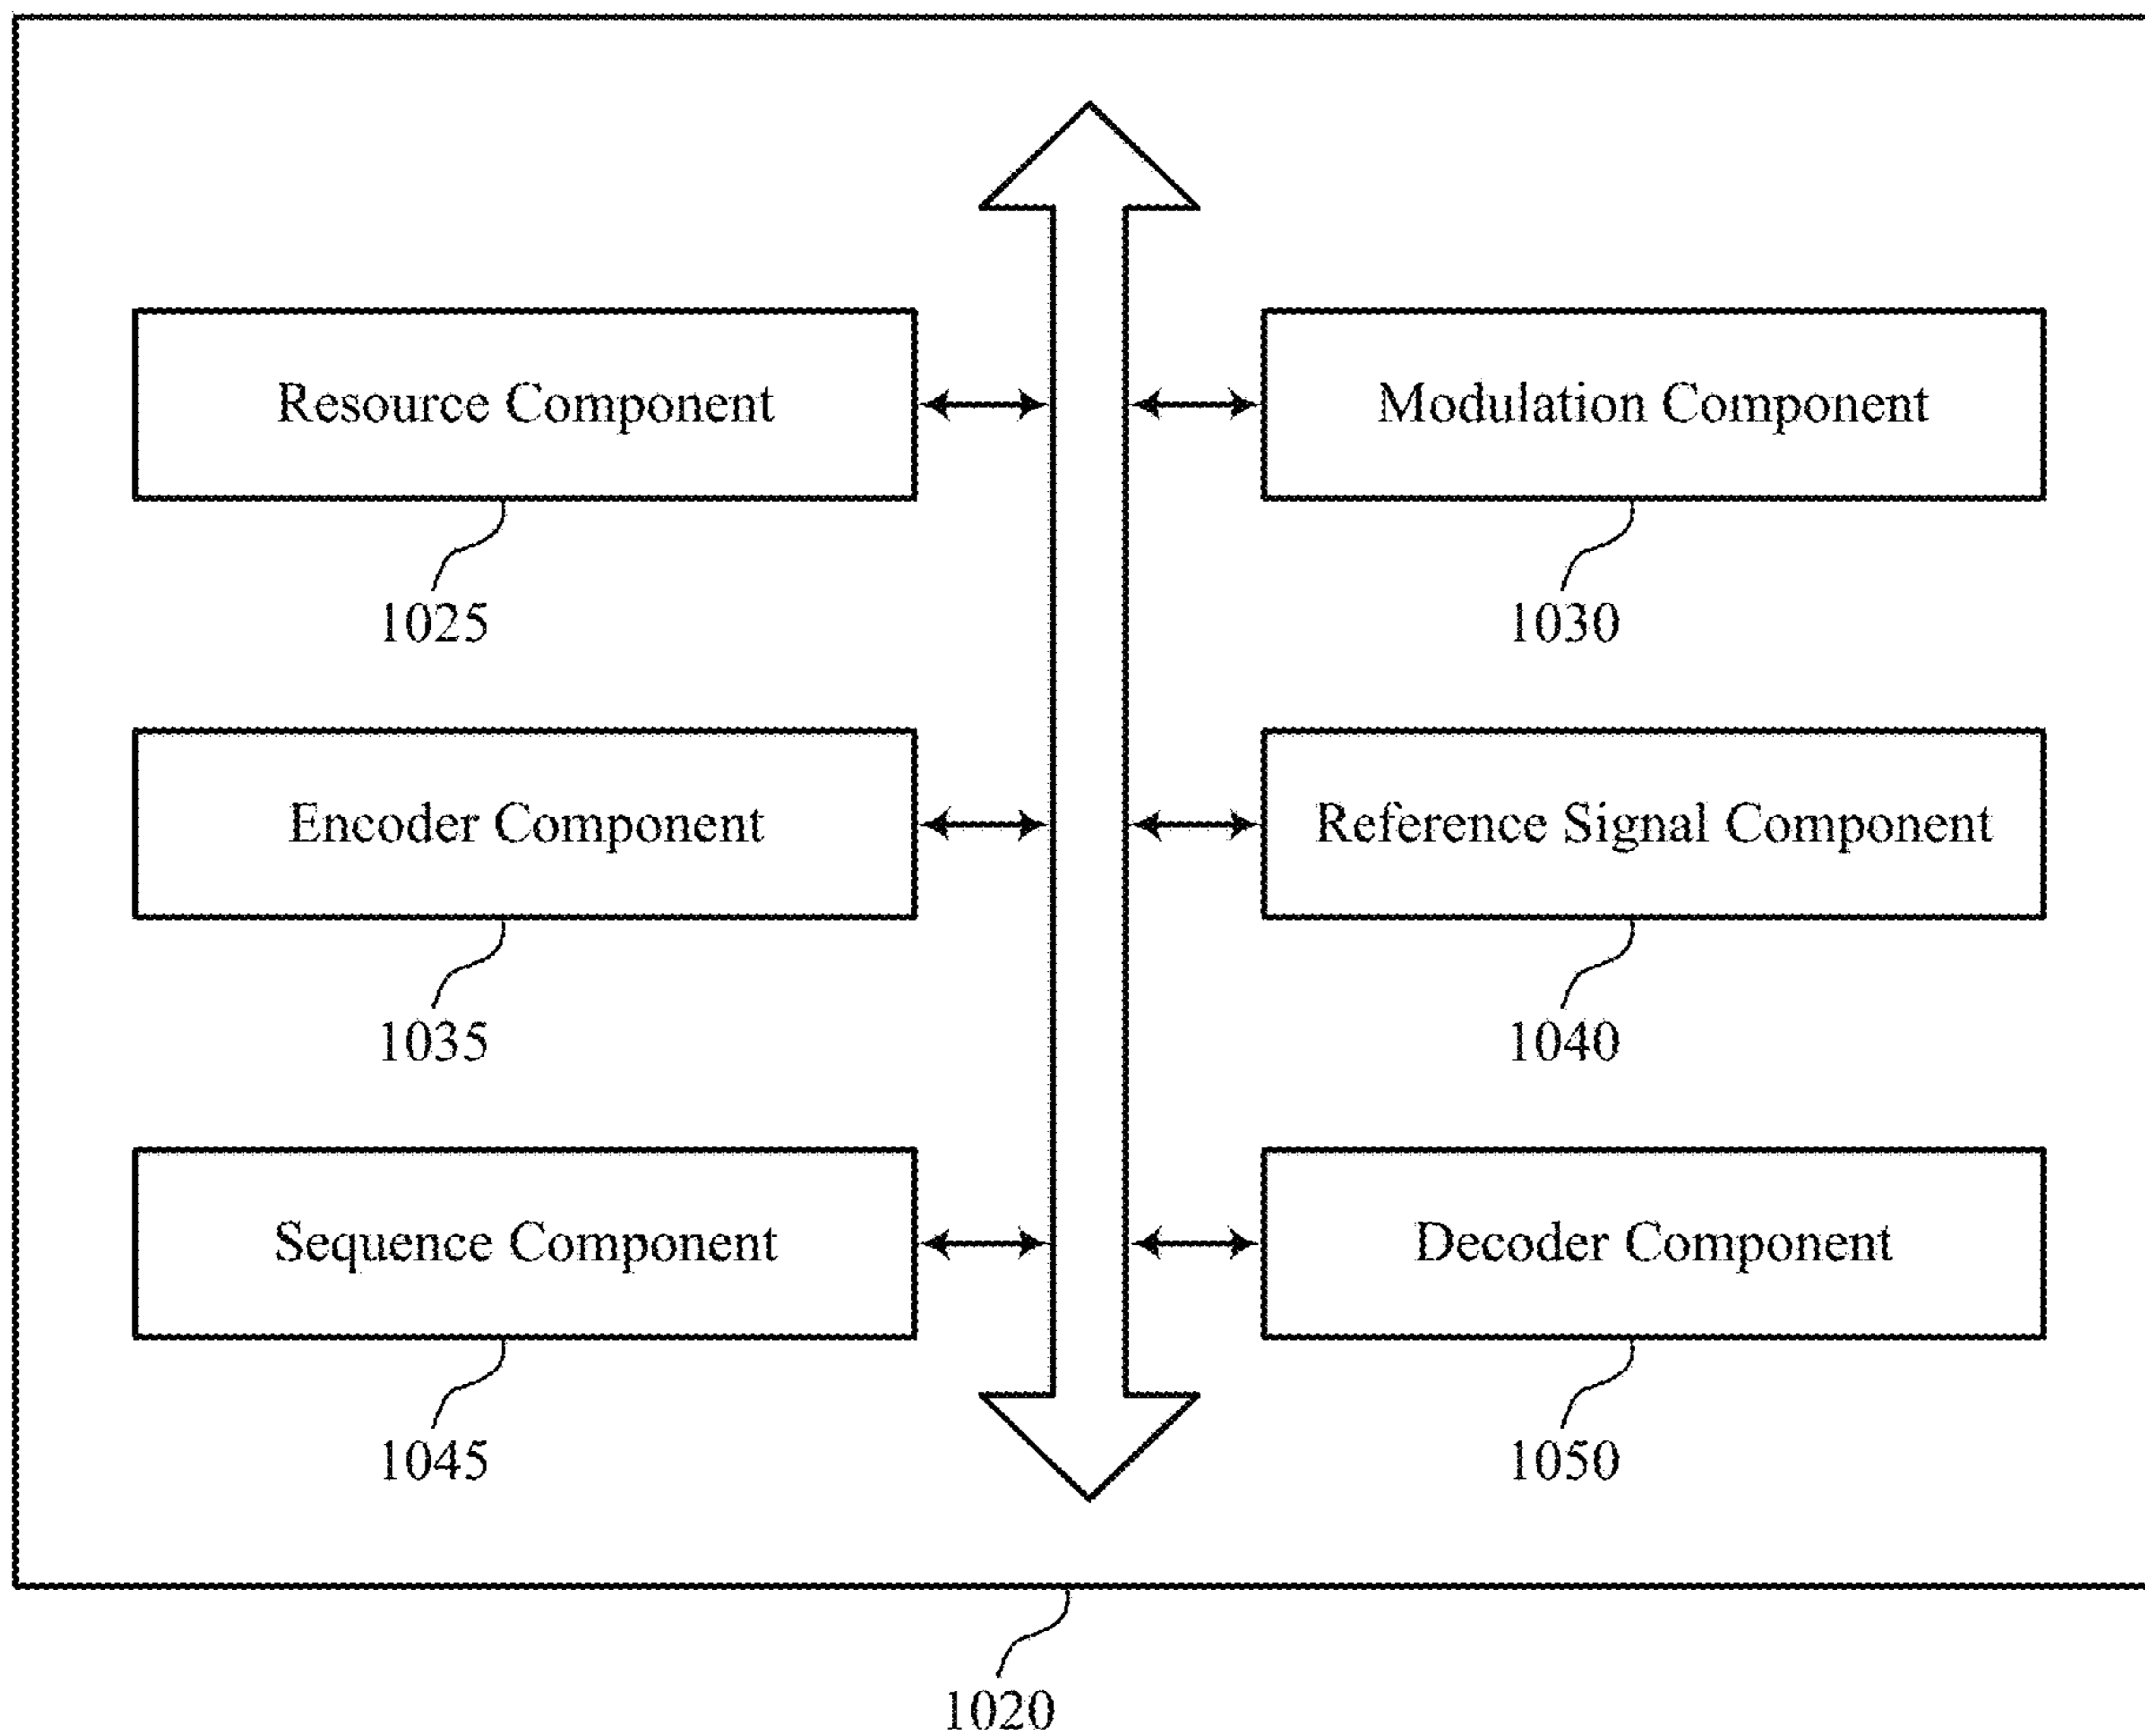 Resource Component
Modulation Component
1025
1030
Encoder Component
Reference Signal Component
1035
1040
Sequence Component
Decoder Component
1045
1050
1020